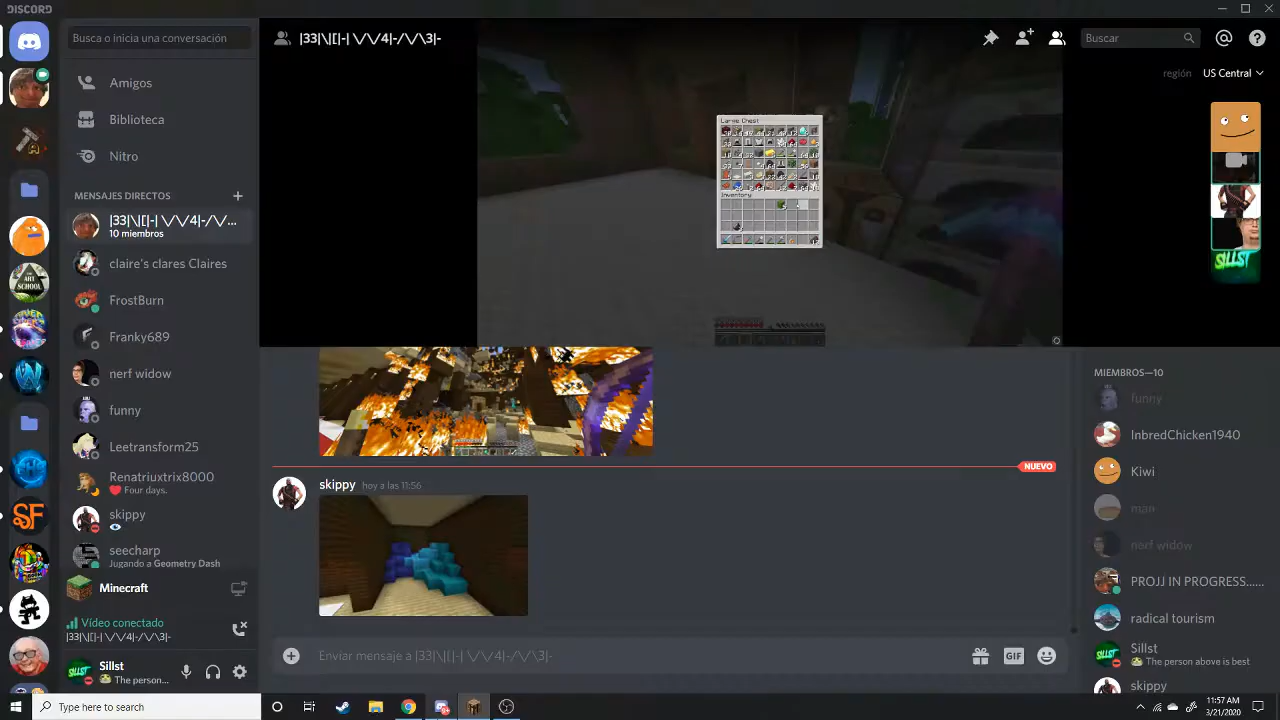 DISCORD
Busca o inicia una conversación
Amigos
Biblioteca
Nitro
MENSAJES DIRECTOS
|33|\|[|-| \/\/4|-/\/\3|-
10 miembros
claire's clares Claires
FrostBurn
Franky689
nerf widow
funny
Leetransform25
Renatriuxtrix8000
Four days.
skippy
seecharp
Jugando a Geometry Dash
Minecraft
Vídeo conectado
|33|\|[|-| \/\/4|-/\/\3|-
Sillst
The person...
|33|\|[|-| \/\/4|-/\/\3|-
Buscar
región
US Central
Large Chest
Inventory
SILLST
NUEVO
skippy hoy a las 11:56
Enviar mensaje a |33|\|[|-| \/\/4|-/\/\3|-
GIF
MIEMBROS—10
funny
InbredChicken1940
Kiwi
man
nerf widow
PROJJ IN PROGRESS......
radical tourism
Sillst
The person above is best
skippy
Type here to search
11:57 AM
3/21/2020